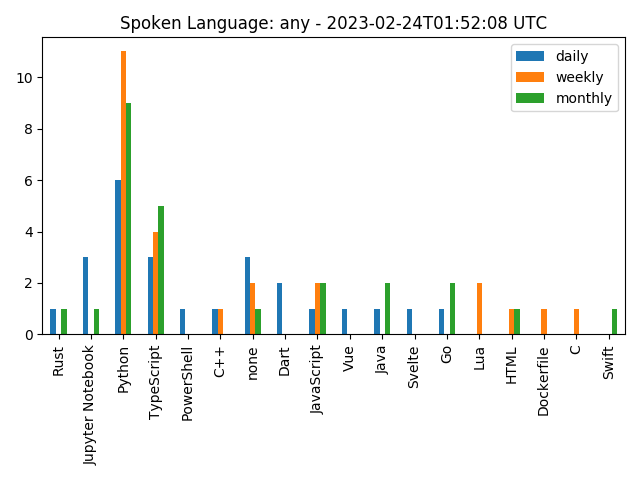 Spoken Language: any - 2023-02-24T01:52:08 UTC
daily
weekly
monthly
10
8
6
4
2
0
Rust
Jupyter Notebook
Python
TypeScript
PowerShell
C++
none
Dart
JavaScript
Vue
Java
Svelte
Go
Lua
HTML
Dockerfile
C
Swift